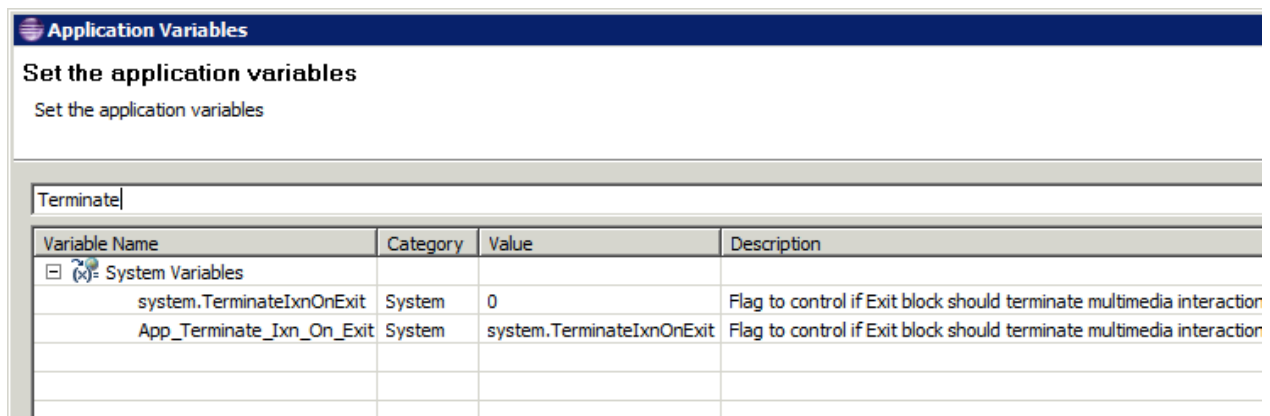 Application Variables
Set the application variables
Set the application variables
Terminate
Variable Name Category Value Description
System Variables
system.TerminateIxnOnExit System 0 Flag to control if Exit block should terminate multimedia interaction
App_Terminate_Ixn_On_Exit System system.TerminateIxnOnExit Flag to control if Exit block should terminate multimedia interaction